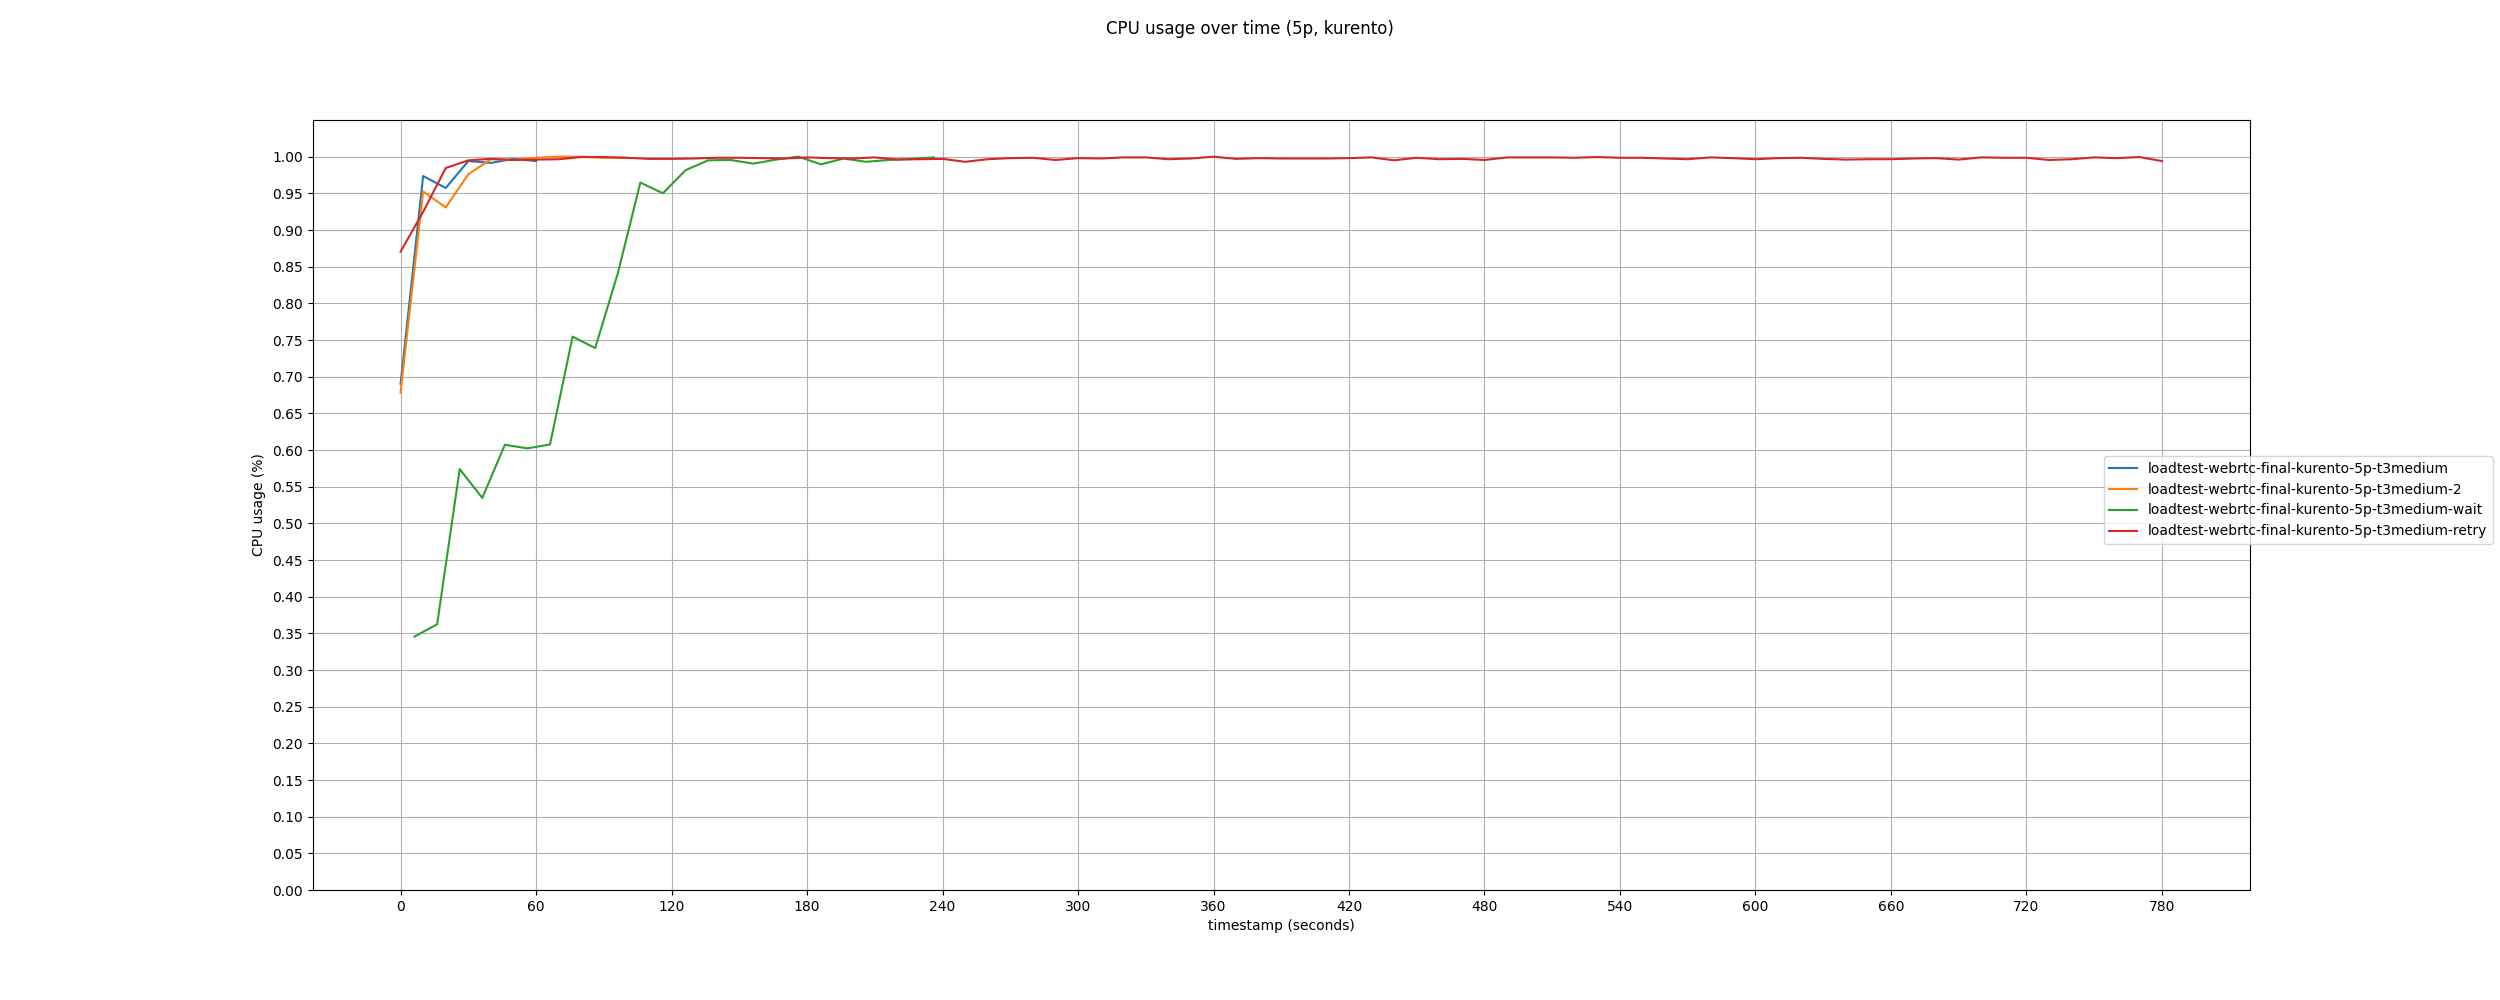 CPU usage over time (5p, kurento)
CPU usage (%)
1.00
0.95
0.90
0.85
0.80
0.75
0.70
0.65
0.60
0.55
0.50
0.45
0.40
0.35
0.30
0.25
0.20
0.15
0.10
0.05
0.00
0 60 120 180 240 300 360 420 480 540 600 660 720 780
timestamp (seconds)
loadtest-webrtc-final-kurento-5p-t3medium
loadtest-webrtc-final-kurento-5p-t3medium-2
loadtest-webrtc-final-kurento-5p-t3medium-wait
loadtest-webrtc-final-kurento-5p-t3medium-retry